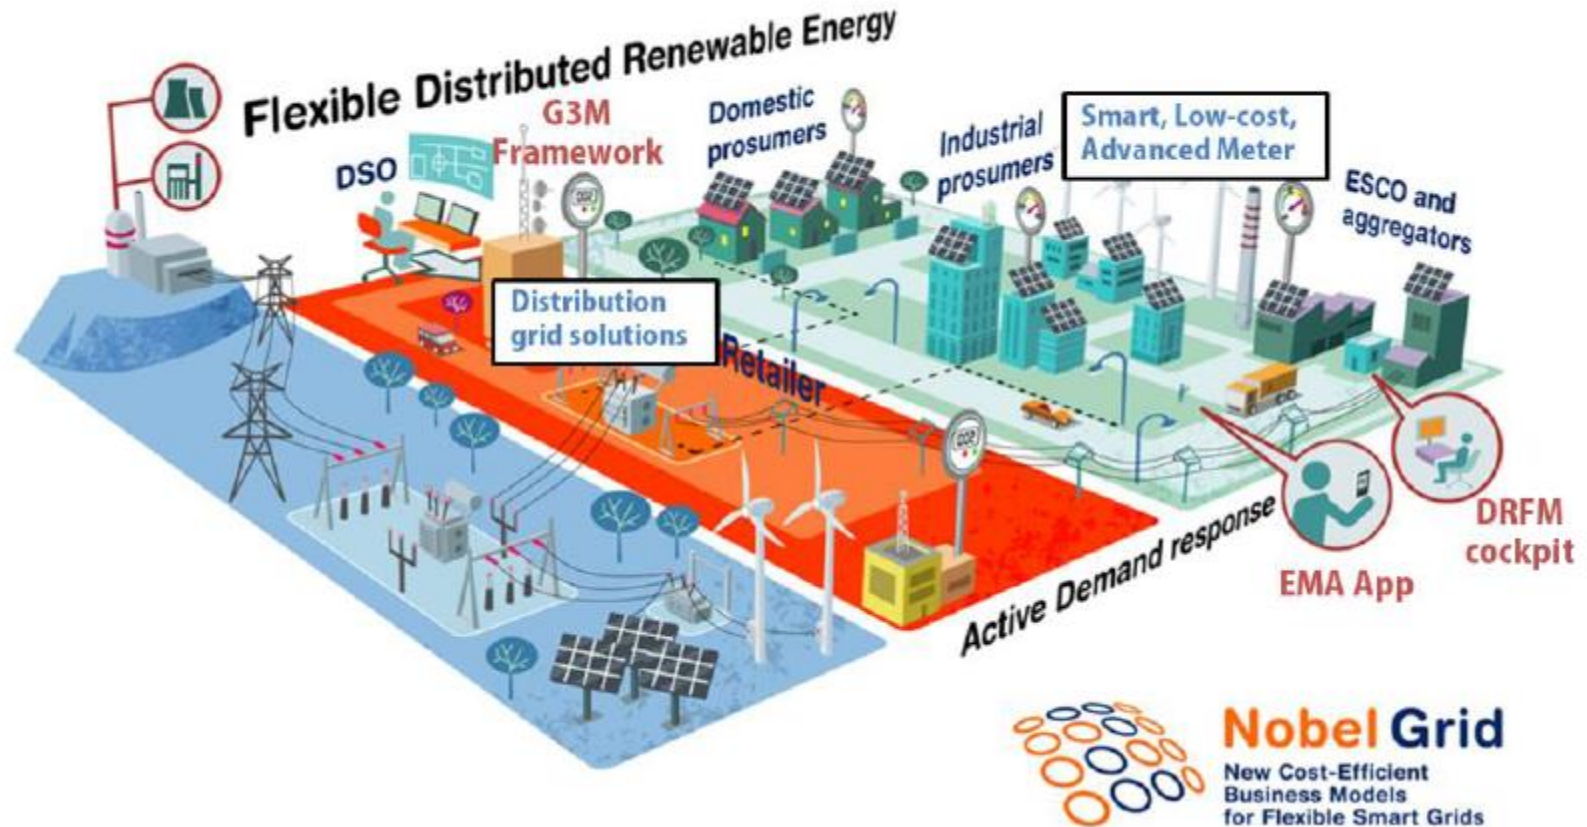 Flexible Distributed Renewable Energy
G3M
Framework
DSO
Domestic
prosumers
Industrial
prosumers
Smart, Low-cost,
Advanced Meter
ESCO and
aggregators
Distribution
grid solutions
Retailer
Active Demand response
EMA App
DRFM
cockpit
Nobel Grid
New Cost-Efficient
Business Models
for Flexible Smart Grids